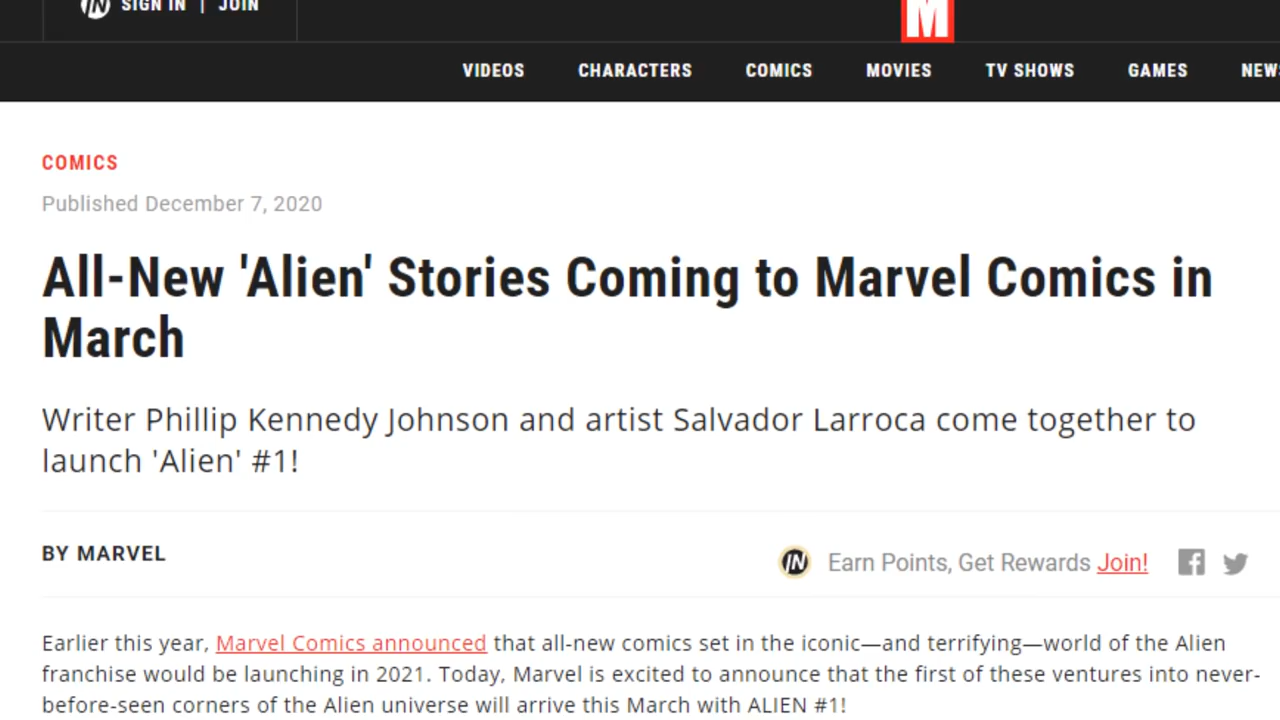 IN SIGN IN | JOIN
M
VIDEOS CHARACTERS COMICS MOVIES TV SHOWS GAMES
COMICS
Published December 7, 2020
All-New 'Alien' Stories Coming to Marvel Comics in
March
Writer Phillip Kennedy Johnson and artist Salvador Larroca come together to
launch 'Alien' #1!
BY MARVEL
IN Earn Points, Get Rewards Join!
Earlier this year, Marvel Comics announced that all-new comics set in the iconic—and terrifying—world of the Alien
franchise would be launching in 2021. Today, Marvel is excited to announce that the first of these ventures into never-
before-seen corners of the Alien universe will arrive this March with ALIEN #1!